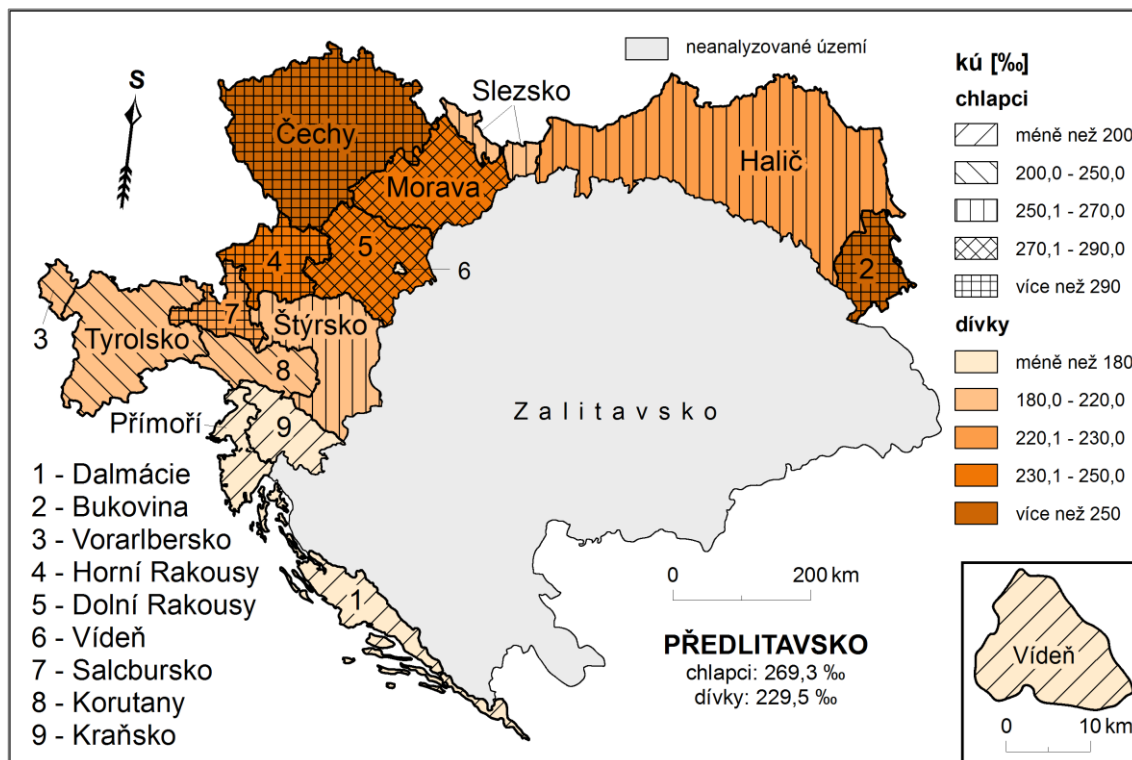 neanalyzované území
S
Slezsko
Čechy
Morava
Halič
4
5
6
2
3
7
Štýrsko
Tyrolsko
8
Přímoří
9
Zalitavsko
1
1 - Dalmácie
2 - Bukovina
3 - Vorarlbersko
4 - Horní Rakousy
5 - Dolní Rakousy
6 - Vídeň
7 - Salcbursko
8 - Korutany
9 - Kraňsko
0 200 km
PŘEDLITAVSKO
chlapci: 269,3 ‰
dívky: 229,5 ‰
kú [‰]
chlapci
méně než 200
200,0 - 250,0
250,1 - 270,0
270,1 - 290,0
více než 290
dívky
méně než 180
180,0 - 220,0
220,1 - 230,0
230,1 - 250,0
více než 250
Vídeň
0 10 km